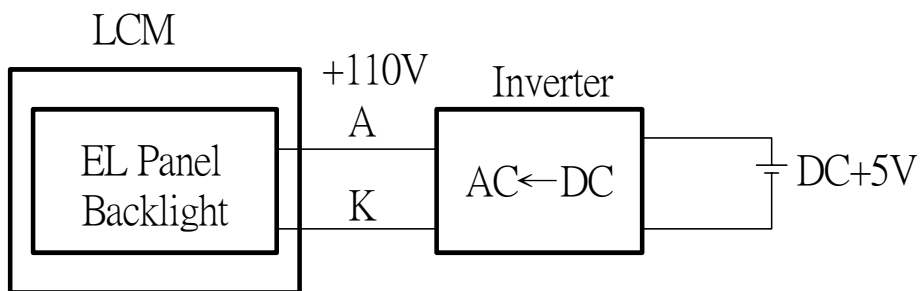 LCM
+110V
Inverter
A
EL Panel
Backlight
AC←DC
DC+5V
K